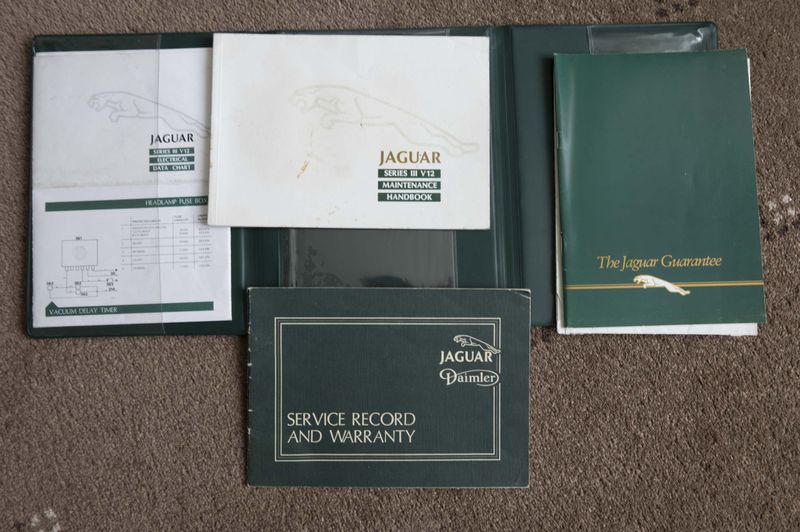 JAGUAR
SERIES III V12
ELECTRICAL
DATA CHART
HEADLAMP FUSE BOX
VACUUM DELAY TIMER
JAGUAR
SERIES III V12
MAINTENANCE
HANDBOOK
The Jaguar Guarantee
JAGUAR
Daimler
SERVICE RECORD
AND WARRANTY